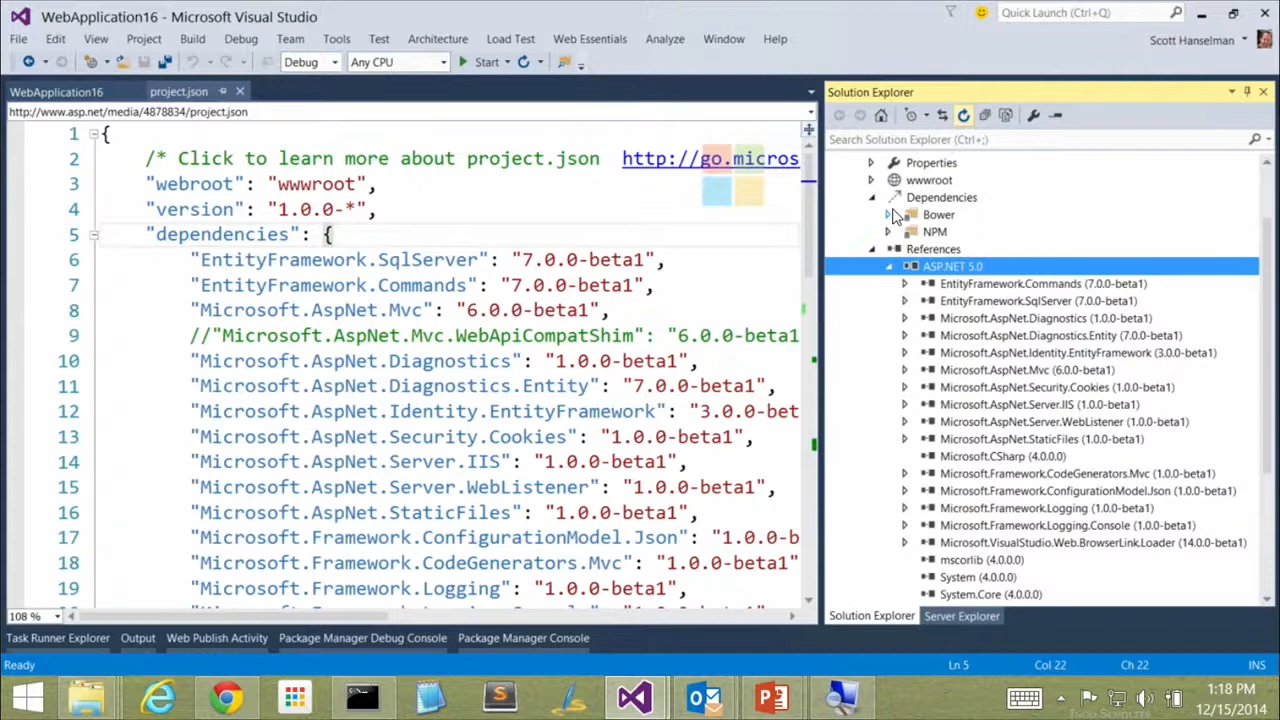 WebApplication16 - Microsoft Visual Studio
Quick Launch (Ctrl+Q)
File Edit View Project Build Debug Team Tools Test Architecture Load Test Web Essentials Analyze Window Help
Scott Hanselman
Debug Any CPU Start
WebApplication16 project.json
http://www.asp.net/media/4878834/project.json
1 {
2 /* Click to learn more about project.json http://go.micros
3 "webroot": "wwwroot",
4 "version": "1.0.0-*",
5 "dependencies": {
6 "EntityFramework.SqlServer": "7.0.0-beta1",
7 "EntityFramework.Commands": "7.0.0-beta1",
8 "Microsoft.AspNet.Mvc": "6.0.0-beta1",
9 //"Microsoft.AspNet.Mvc.WebApiCompatShim": "6.0.0-beta1
10 "Microsoft.AspNet.Diagnostics": "1.0.0-beta1",
11 "Microsoft.AspNet.Diagnostics.Entity": "7.0.0-beta1",
12 "Microsoft.AspNet.Identity.EntityFramework": "3.0.0-bet
13 "Microsoft.AspNet.Security.Cookies": "1.0.0-beta1",
14 "Microsoft.AspNet.Server.IIS": "1.0.0-beta1",
15 "Microsoft.AspNet.Server.WebListener": "1.0.0-beta1",
16 "Microsoft.AspNet.StaticFiles": "1.0.0-beta1",
17 "Microsoft.Framework.ConfigurationModel.Json": "1.0.0-b
18 "Microsoft.Framework.CodeGenerators.Mvc": "1.0.0-beta1",
19 "Microsoft.Framework.Logging": "1.0.0-beta1",
108 %
Solution Explorer
Search Solution Explorer (Ctrl+;)
Properties
wwwroot
Dependencies
Bower
NPM
References
ASP.NET 5.0
EntityFramework.Commands (7.0.0-beta1)
EntityFramework.SqlServer (7.0.0-beta1)
Microsoft.AspNet.Diagnostics (1.0.0-beta1)
Microsoft.AspNet.Diagnostics.Entity (7.0.0-beta1)
Microsoft.AspNet.Identity.EntityFramework (3.0.0-beta1)
Microsoft.AspNet.Mvc (6.0.0-beta1)
Microsoft.AspNet.Security.Cookies (1.0.0-beta1)
Microsoft.AspNet.Server.IIS (1.0.0-beta1)
Microsoft.AspNet.Server.WebListener (1.0.0-beta1)
Microsoft.AspNet.StaticFiles (1.0.0-beta1)
Microsoft.CSharp (4.0.0.0)
Microsoft.Framework.CodeGenerators.Mvc (1.0.0-beta1)
Microsoft.Framework.ConfigurationModel.Json (1.0.0-beta1)
Microsoft.Framework.Logging (1.0.0-beta1)
Microsoft.Framework.Logging.Console (1.0.0-beta1)
Microsoft.VisualStudio.Web.BrowserLink.Loader (14.0.0-beta1)
mscorlib (4.0.0.0)
System (4.0.0.0)
System.Core (4.0.0.0)
Solution Explorer Server Explorer
Task Runner Explorer Output Web Publish Activity Package Manager Debug Console Package Manager Console
Ready Ln 5 Col 22 Ch 22 INS
1:18 PM
12/15/2014